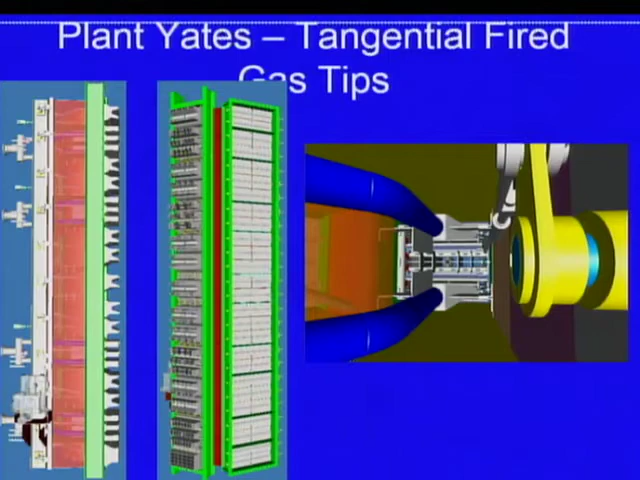 Plant Yates – Tangential Fired
Gas Tips